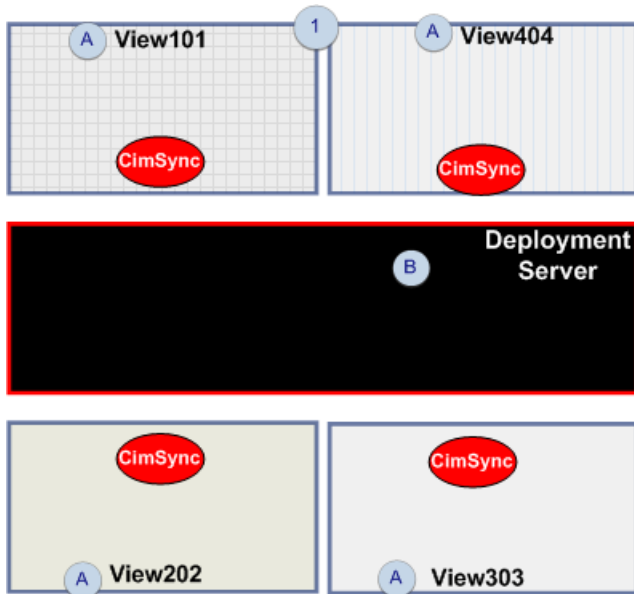 A View101
1
A View404
CimSync
CimSync
Deployment
Server
B
CimSync
CimSync
A View202
A View303